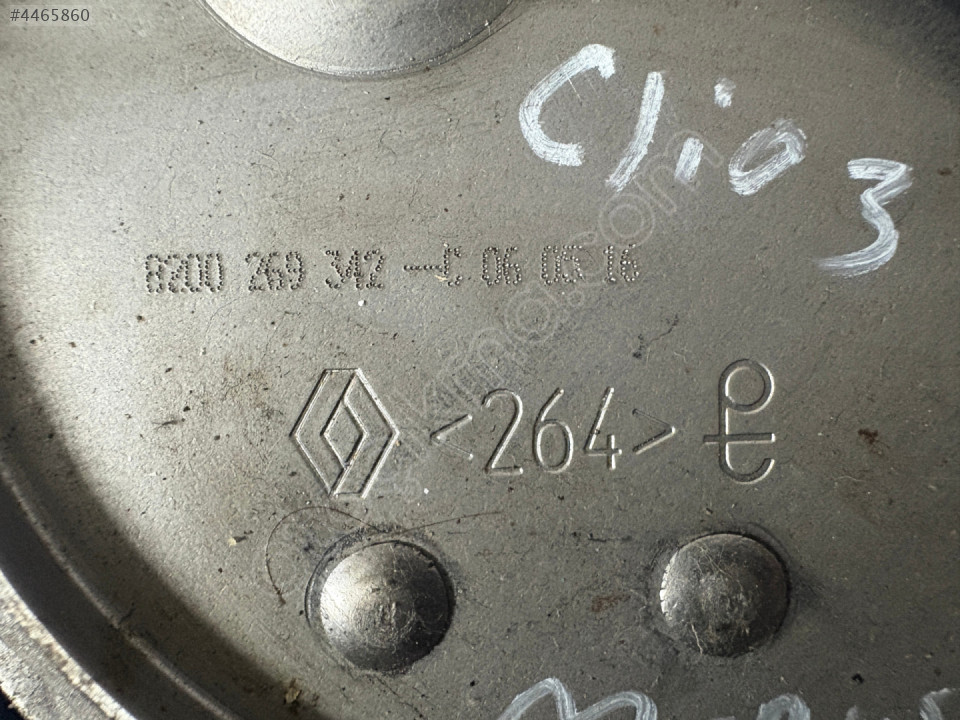 #4465860
Clio 3
8200 269 342 --C 06 05 16
<264>